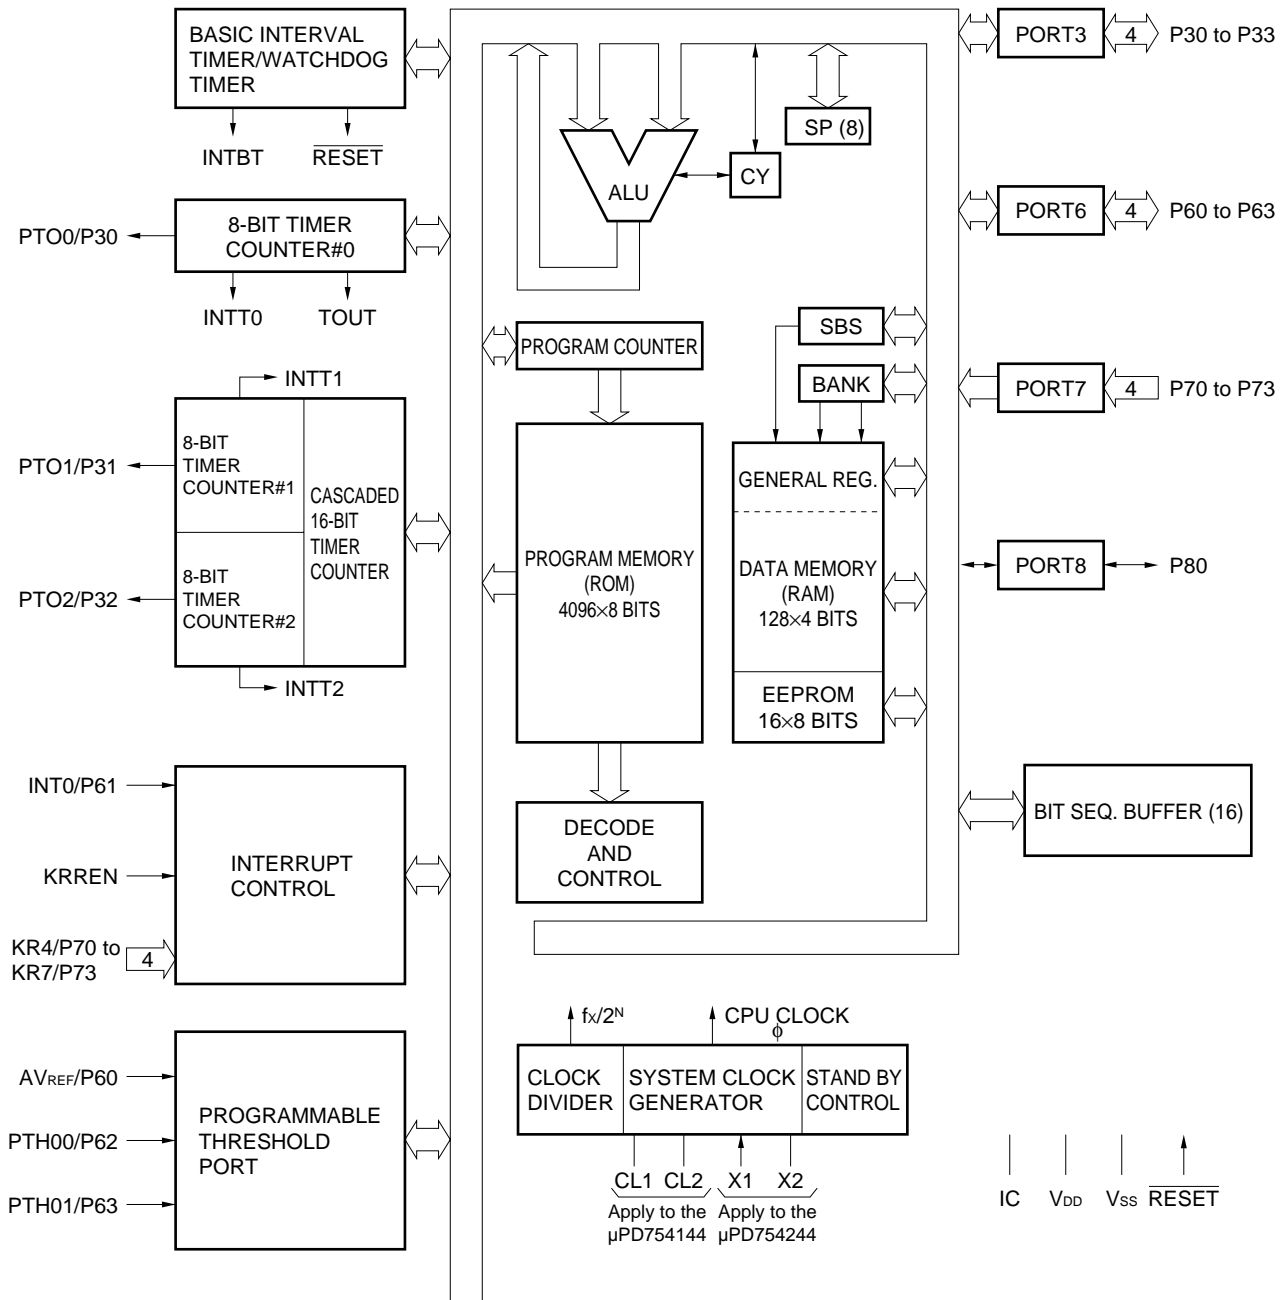 BASIC INTERVAL
TIMER/WATCHDOG
TIMER
INTBT
RESET
PTO0/P30
8-BIT TIMER
COUNTER#0
INTT0
TOUT
INTT1
PTO1/P31
8-BIT
TIMER
COUNTER#1
CASCADED
16-BIT
TIMER
COUNTER
PTO2/P32
8-BIT
TIMER
COUNTER#2
INTT2
INT0/P61
KRREN
KR4/P70 to
KR7/P73
4
INTERRUPT
CONTROL
AVREF/P60
PTH00/P62
PTH01/P63
PROGRAMMABLE
THRESHOLD
PORT
ALU
CY
SP (8)
PROGRAM COUNTER
PROGRAM MEMORY
(ROM)
4096×8 BITS
DECODE
AND
CONTROL
SBS
BANK
GENERAL REG.
DATA MEMORY
(RAM)
128×4 BITS
EEPROM
16×8 BITS
fX/2N
CPU CLOCK
ϕ
CLOCK
DIVIDER
SYSTEM CLOCK
GENERATOR
STAND BY
CONTROL
CL1
CL2
X1
X2
Apply to the
µPD754144
Apply to the
µPD754244
PORT3
4
P30 to P33
PORT6
4
P60 to P63
PORT7
4
P70 to P73
PORT8
P80
BIT SEQ. BUFFER (16)
IC
VDD
VSS
RESET